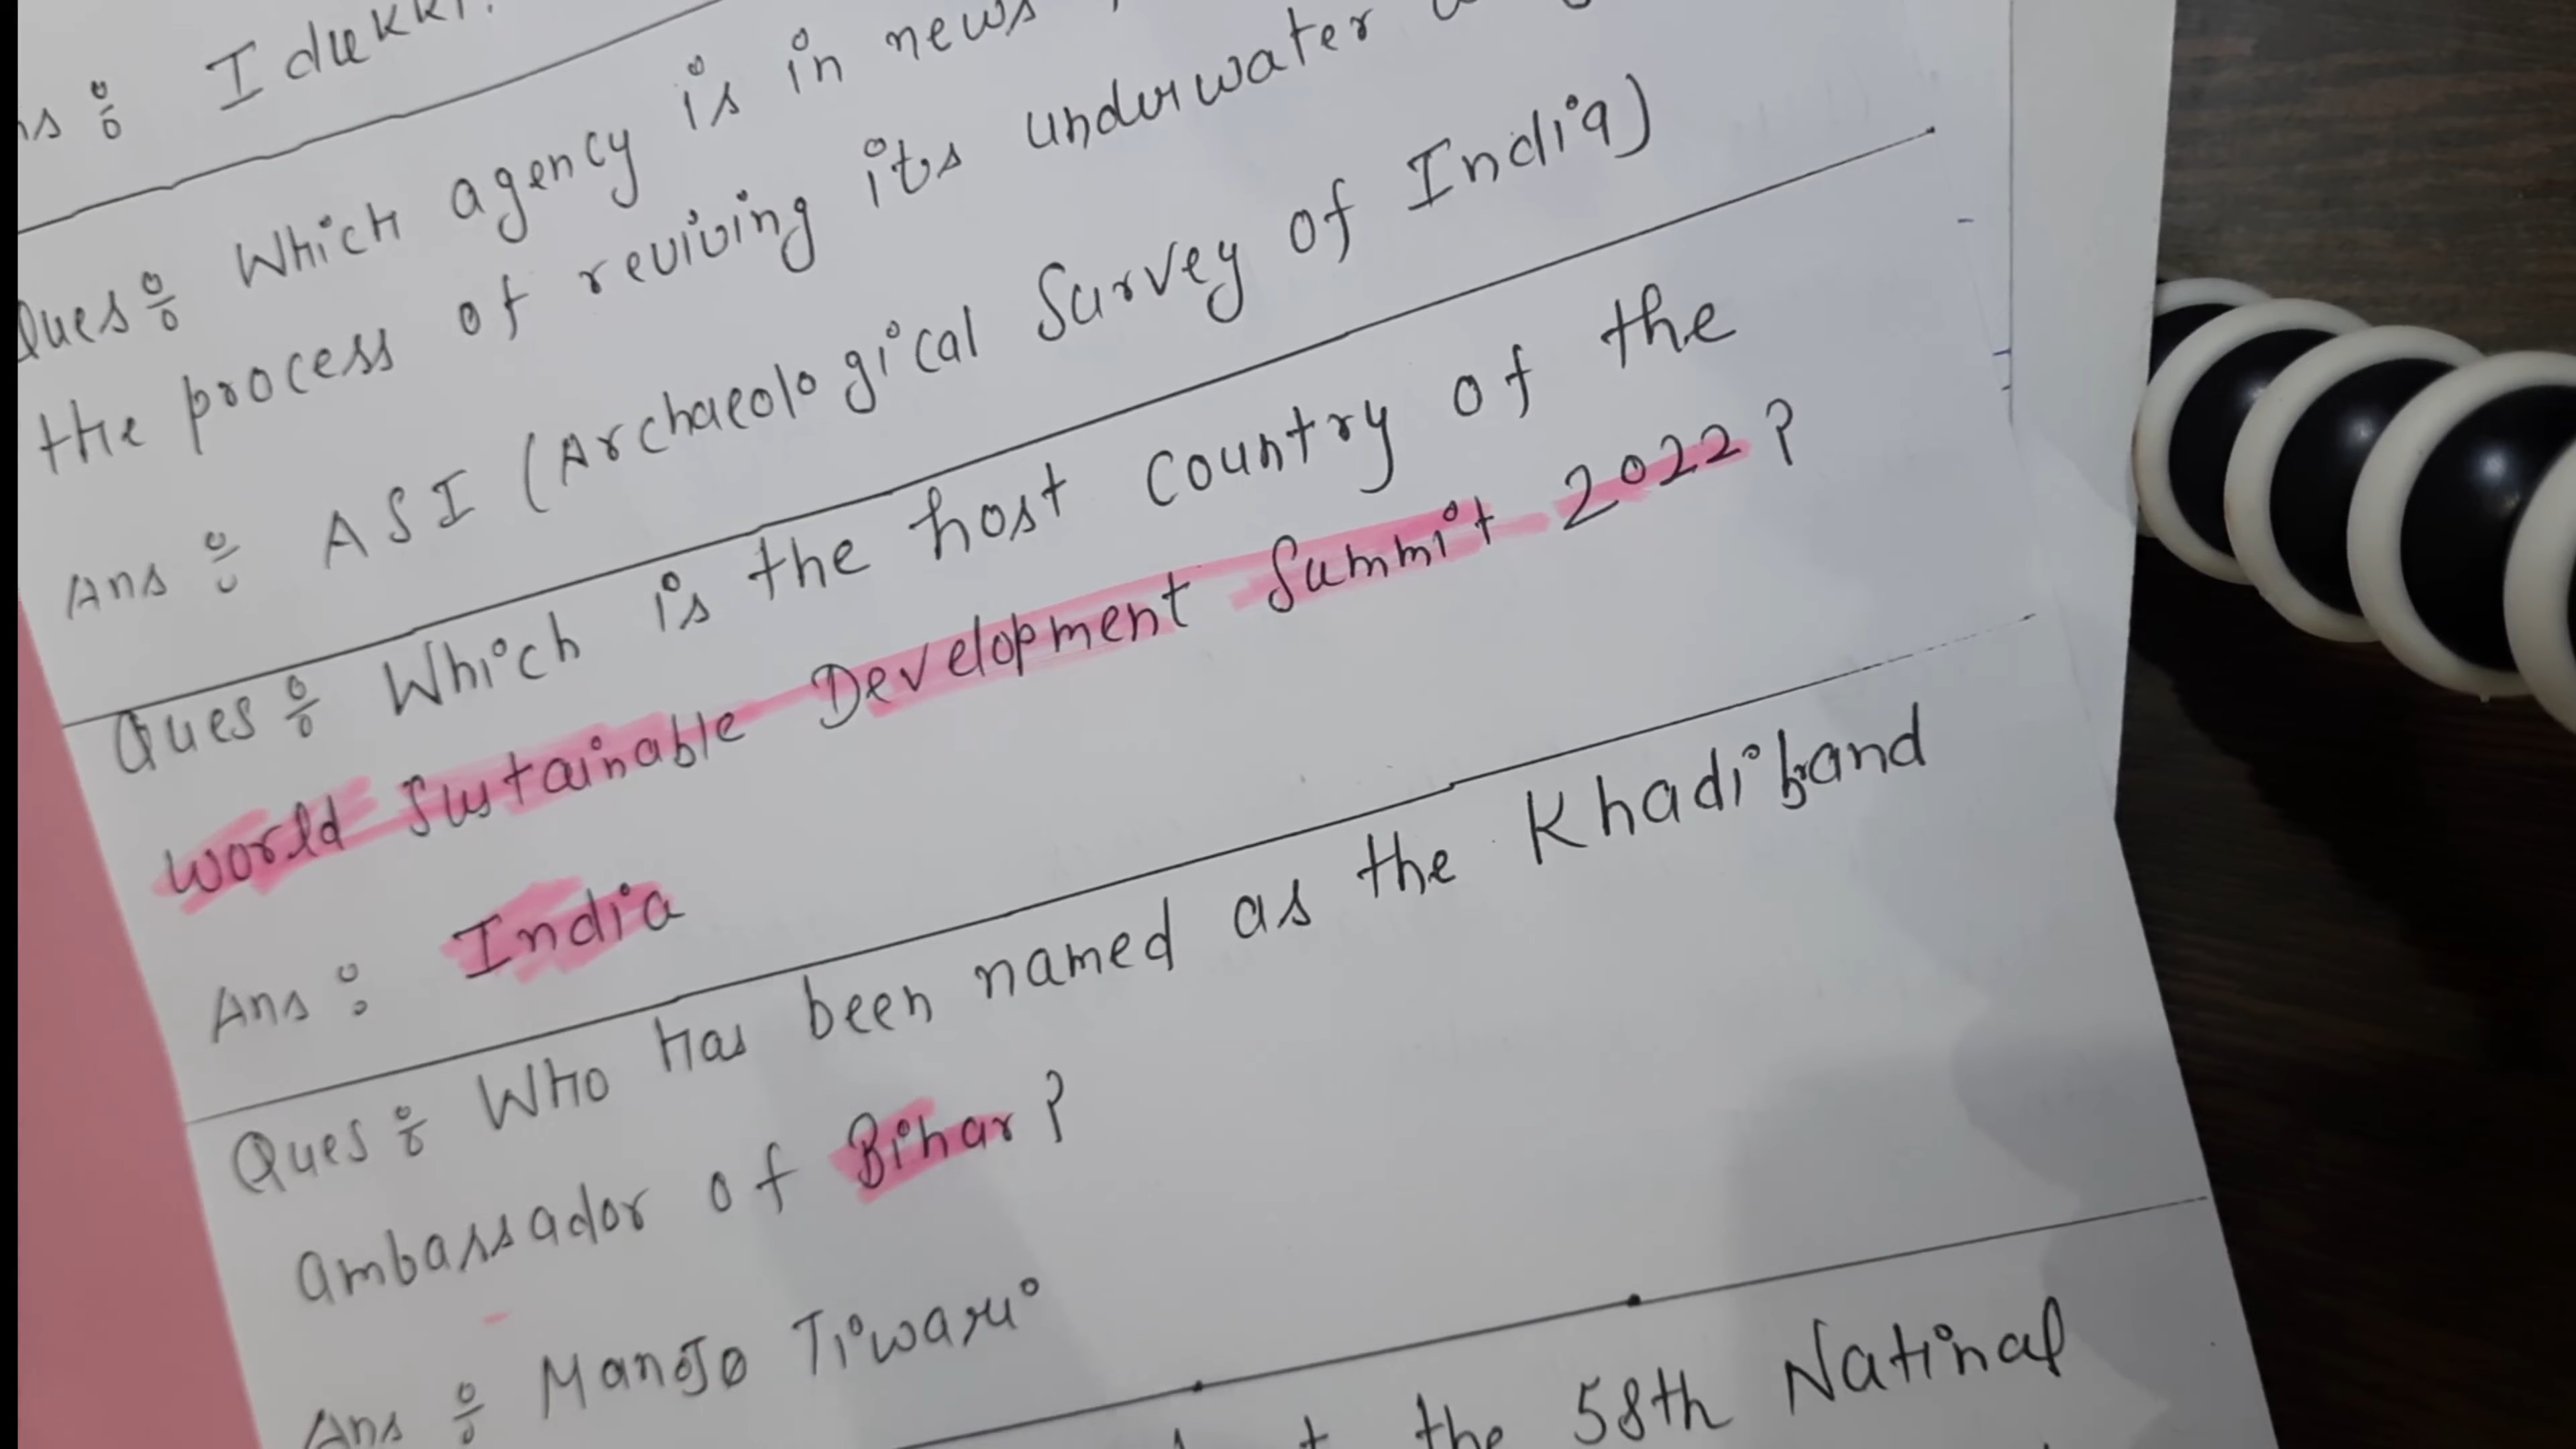 Idukki.
Ques : Which agency is in news
the process of reviving its underwater
Ans : ASI (Archaeological Survey of India)
Ques : Which is the host country of the
World Sustainable Development Summit 2022 ?
Ans : India
Ques : Who has been named as the Khadi brand
ambassador of Bihar ?
Ans : Manoj Tiwari
the 58th Natinal